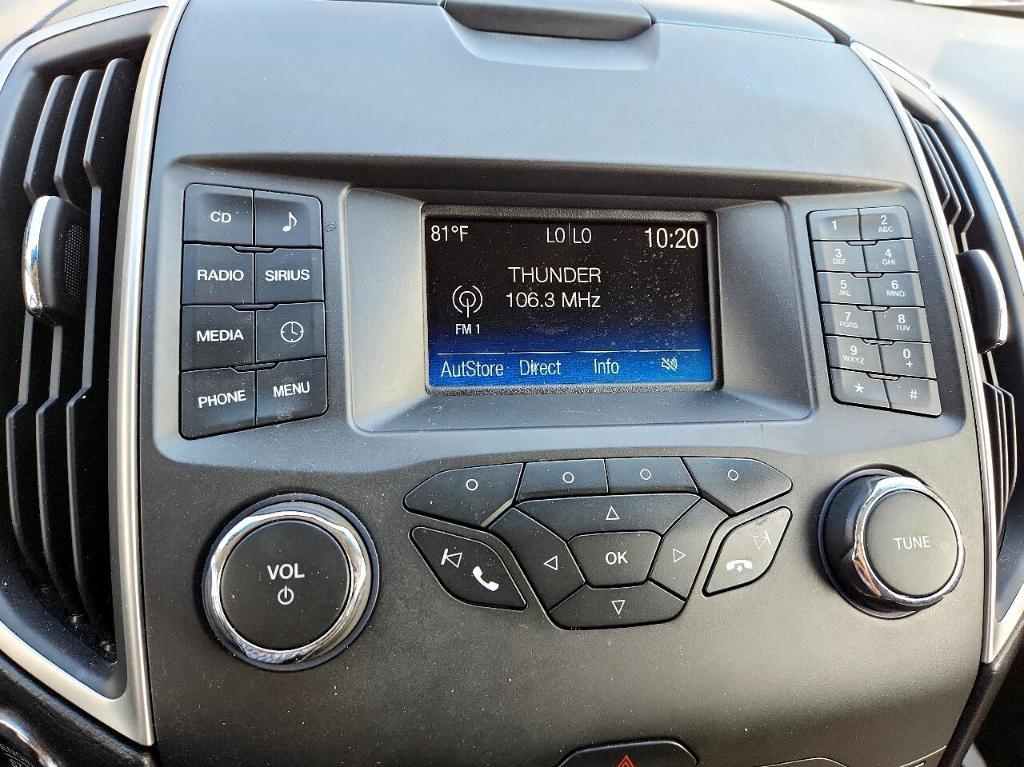 81°F LO LO 10:20
THUNDER
106.3 MHz
FM 1
AutStore Direct Info
CD
RADIO SIRIUS
MEDIA
PHONE MENU
1 2 ABC
3 DEF 4 GHI
5 JKL 6 MNO
7 PQRS 8 TUV
9 WXYZ 0 +
* #
OK
VOL
TUNE